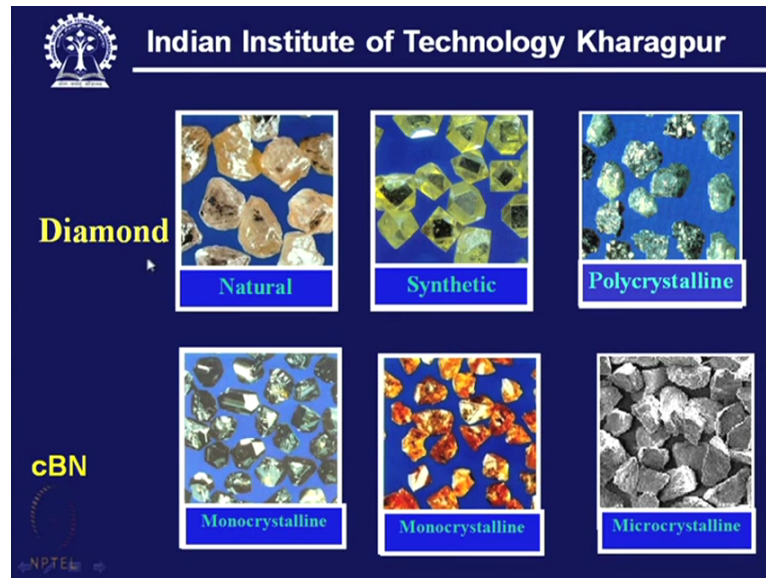 Indian Institute of Technology Kharagpur
Diamond
Natural
Synthetic
Polycrystalline
cBN
Monocrystalline
Monocrystalline
Microcrystalline
NPTEL